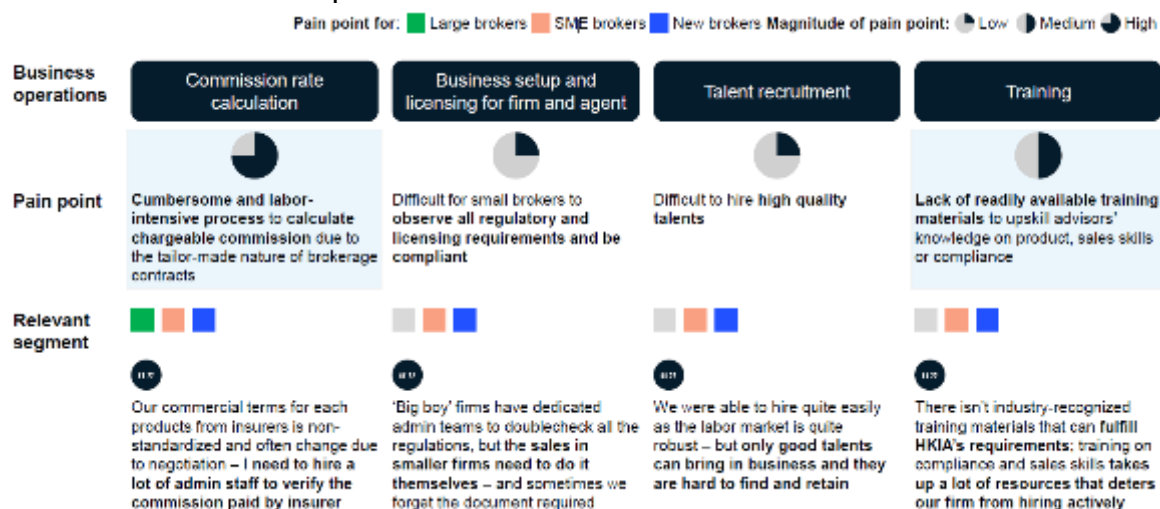 Pain point for: Large brokers SME brokers New brokers Magnitude of pain point: Low Medium High
Business operations
Commission rate calculation
Business setup and licensing for firm and agent
Talent recruitment
Training
Pain point
Cumbersome and labor-
intensive process to calculate
chargeable commission due to
the tailor-made nature of brokerage
contracts
Difficult for small brokers to
observe all regulatory and
licensing requirements and be
compliant
Difficult to hire high quality
talents
Lack of readily available training
materials to upskill advisors'
knowledge on product, sales skills
or compliance
Relevant
segment
Our commercial terms for each
products from insurers is non-
standardized and often change due
to negotiation – I need to hire a
lot of admin staff to verify the
commission paid by insurer
'Big boy' firms have dedicated
admin teams to doublecheck all the
regulations, but the sales in
smaller firms need to do it
themselves – and sometimes we
forget the document required
We were able to hire quite easily
as the labor market is quite
robust – but only good talents
can bring in business and they
are hard to find and retain
There isn't industry-recognized
training materials that can fulfill
HKIA's requirements; training on
compliance and sales skills takes
up a lot of resources that deters
our firm from hiring actively